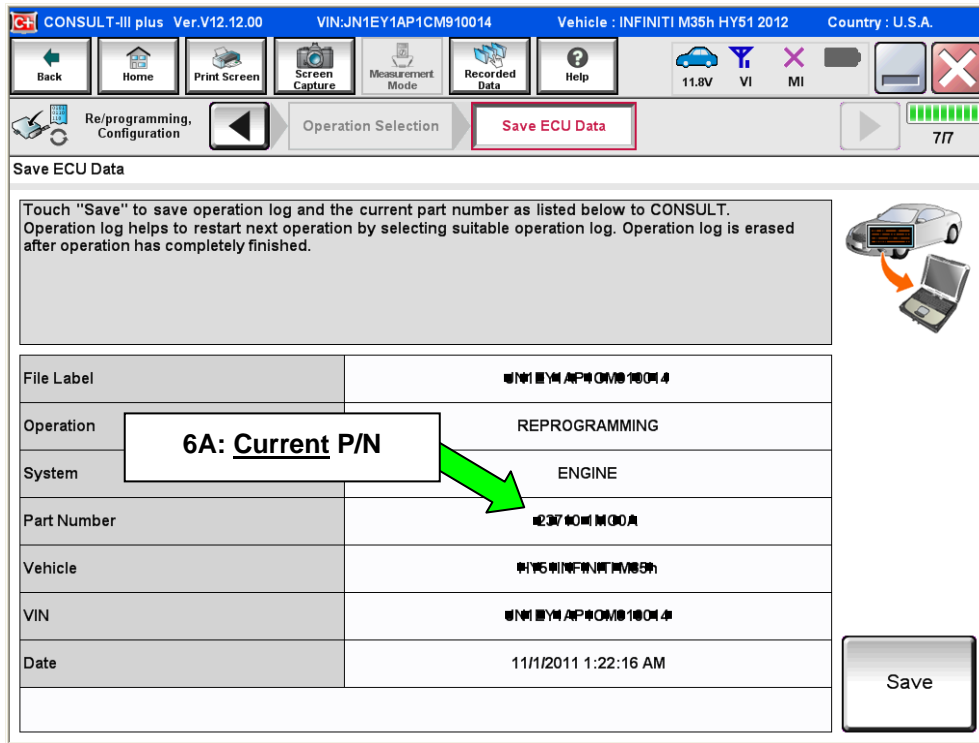 CONSULT-III plus Ver.V12.12.00 VIN:JN1EY1AP1CM910014 Vehicle : INFINITI M35h HY51 2012 Country : U.S.A.
Back Home Print Screen Screen Capture Measurement Mode Recorded Data Help 11.8V VI MI
Re/programming, Configuration Operation Selection Save ECU Data 7/7
Save ECU Data
Touch "Save" to save operation log and the current part number as listed below to CONSULT.
Operation log helps to restart next operation by selecting suitable operation log. Operation log is erased
after operation has completely finished.
File Label
Operation REPROGRAMMING
6A: Current P/N
System ENGINE
Part Number
Vehicle
VIN
Date 11/1/2011 1:22:16 AM
Save